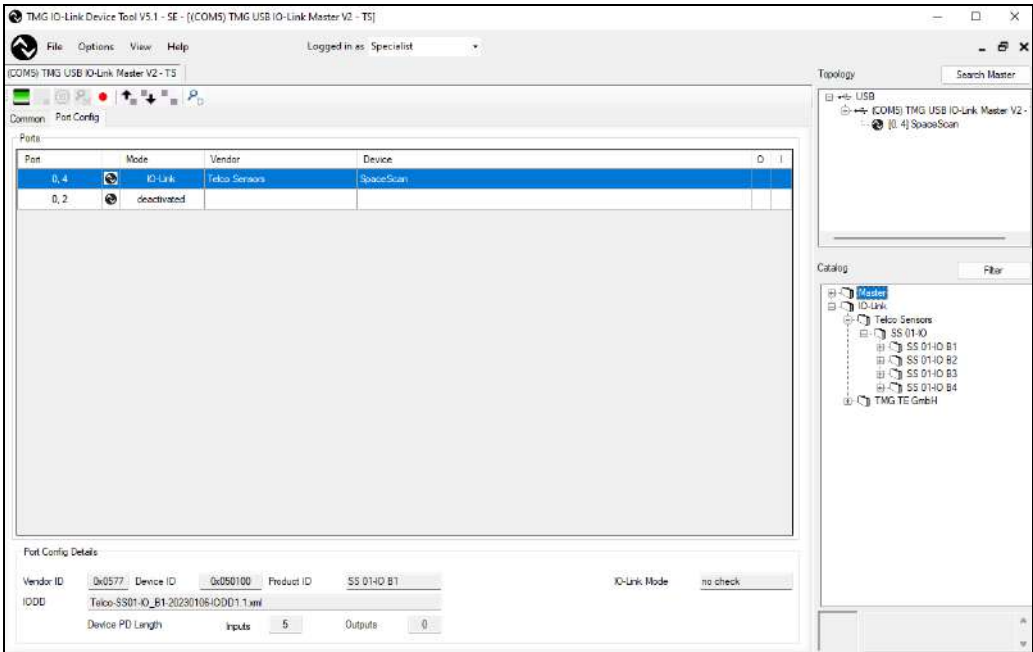 TMG IO-Link Device Tool V5.1 - SE - [(COM5) TMG USB IO-Link Master V2 - TS]
File Options View Help Logged in as Specialist
(COM5) TMG USB IO-Link Master V2 - TS
Common Port Config
Ports
Port Mode Vendor Device O I
0, 4 IO-Link Telco Sensors SpaceScan
0, 2 deactivated
Port Config Details
Vendor ID 0x0577 Device ID 0x050100 Product ID SS 01-IO B1 IO-Link Mode no check
IODD Telco-SS01-IO_B1-20230106-IODD1.1.xml
Device PD Length Inputs 5 Outputs 0
Topology Search Master
USB
(COM5) TMG USB IO-Link Master V2 -
[0, 4] SpaceScan
Catalog Filter
Master
IO-Link
Telco Sensors
SS 01-IO
SS 01-IO B1
SS 01-IO B2
SS 01-IO B3
SS 01-IO B4
TMG TE GmbH